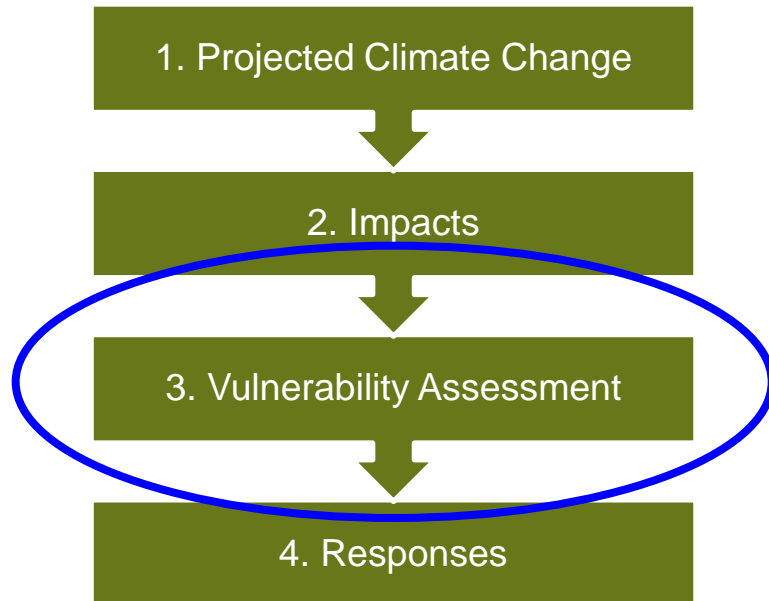 1. Projected Climate Change
2. Impacts
3. Vulnerability Assessment
4. Responses